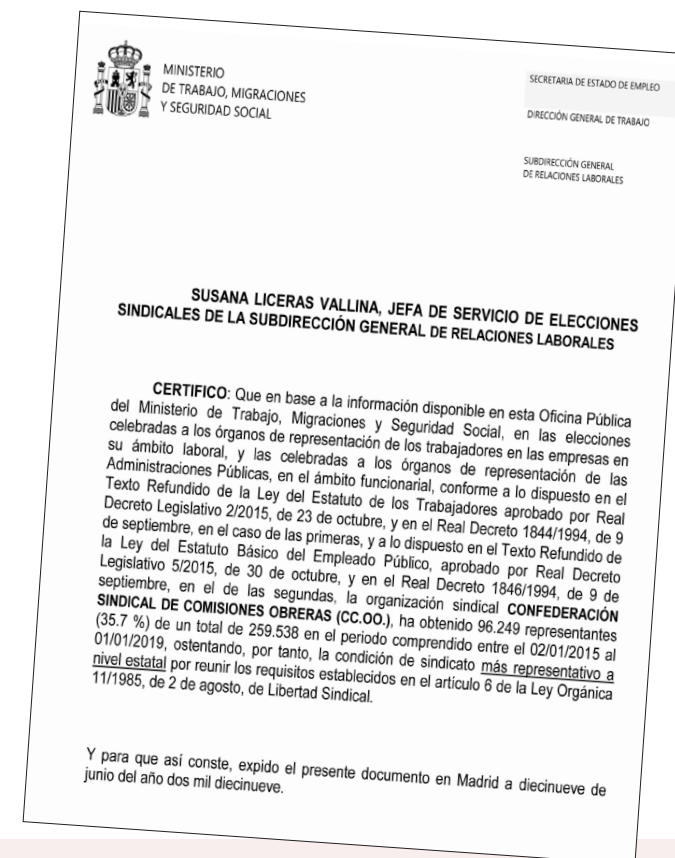 MINISTERIO
DE TRABAJO, MIGRACIONES
Y SEGURIDAD SOCIAL
SECRETARIA DE ESTADO DE EMPLEO
DIRECCIÓN GENERAL DE TRABAJO
SUBDIRECCIÓN GENERAL
DE RELACIONES LABORALES
SUSANA LICERAS VALLINA, JEFA DE SERVICIO DE ELECCIONES
SINDICALES DE LA SUBDIRECCIÓN GENERAL DE RELACIONES LABORALES
CERTIFICO: Que en base a la información disponible en esta Oficina Pública
del Ministerio de Trabajo, Migraciones y Seguridad Social, en las elecciones
celebradas a los órganos de representación de los trabajadores en las empresas en
su ámbito laboral, y las celebradas a los órganos de representación de las
Administraciones Públicas, en el ámbito funcionarial, conforme a lo dispuesto en el
Texto Refundido de la Ley del Estatuto de los Trabajadores aprobado por Real
Decreto Legislativo 2/2015, de 23 de octubre, y en el Real Decreto 1844/1994, de 9
de septiembre, en el caso de las primeras, y a lo dispuesto en el Texto Refundido de
la Ley del Estatuto Básico del Empleado Público, aprobado por Real Decreto
Legislativo 5/2015, de 30 de octubre, y en el Real Decreto 1846/1994, de 9 de
septiembre, en el de las segundas, la organización sindical CONFEDERACIÓN
SINDICAL DE COMISIONES OBRERAS (CC.OO.), ha obtenido 96.249 representantes
(35.7 %) de un total de 259.538 en el periodo comprendido entre el 02/01/2015 al
01/01/2019, ostentando, por tanto, la condición de sindicato más representativo a
nivel estatal por reunir los requisitos establecidos en el artículo 6 de la Ley Orgánica
11/1985, de 2 de agosto, de Libertad Sindical.
Y para que así conste, expido el presente documento en Madrid a diecinueve de
junio del año dos mil diecinueve.